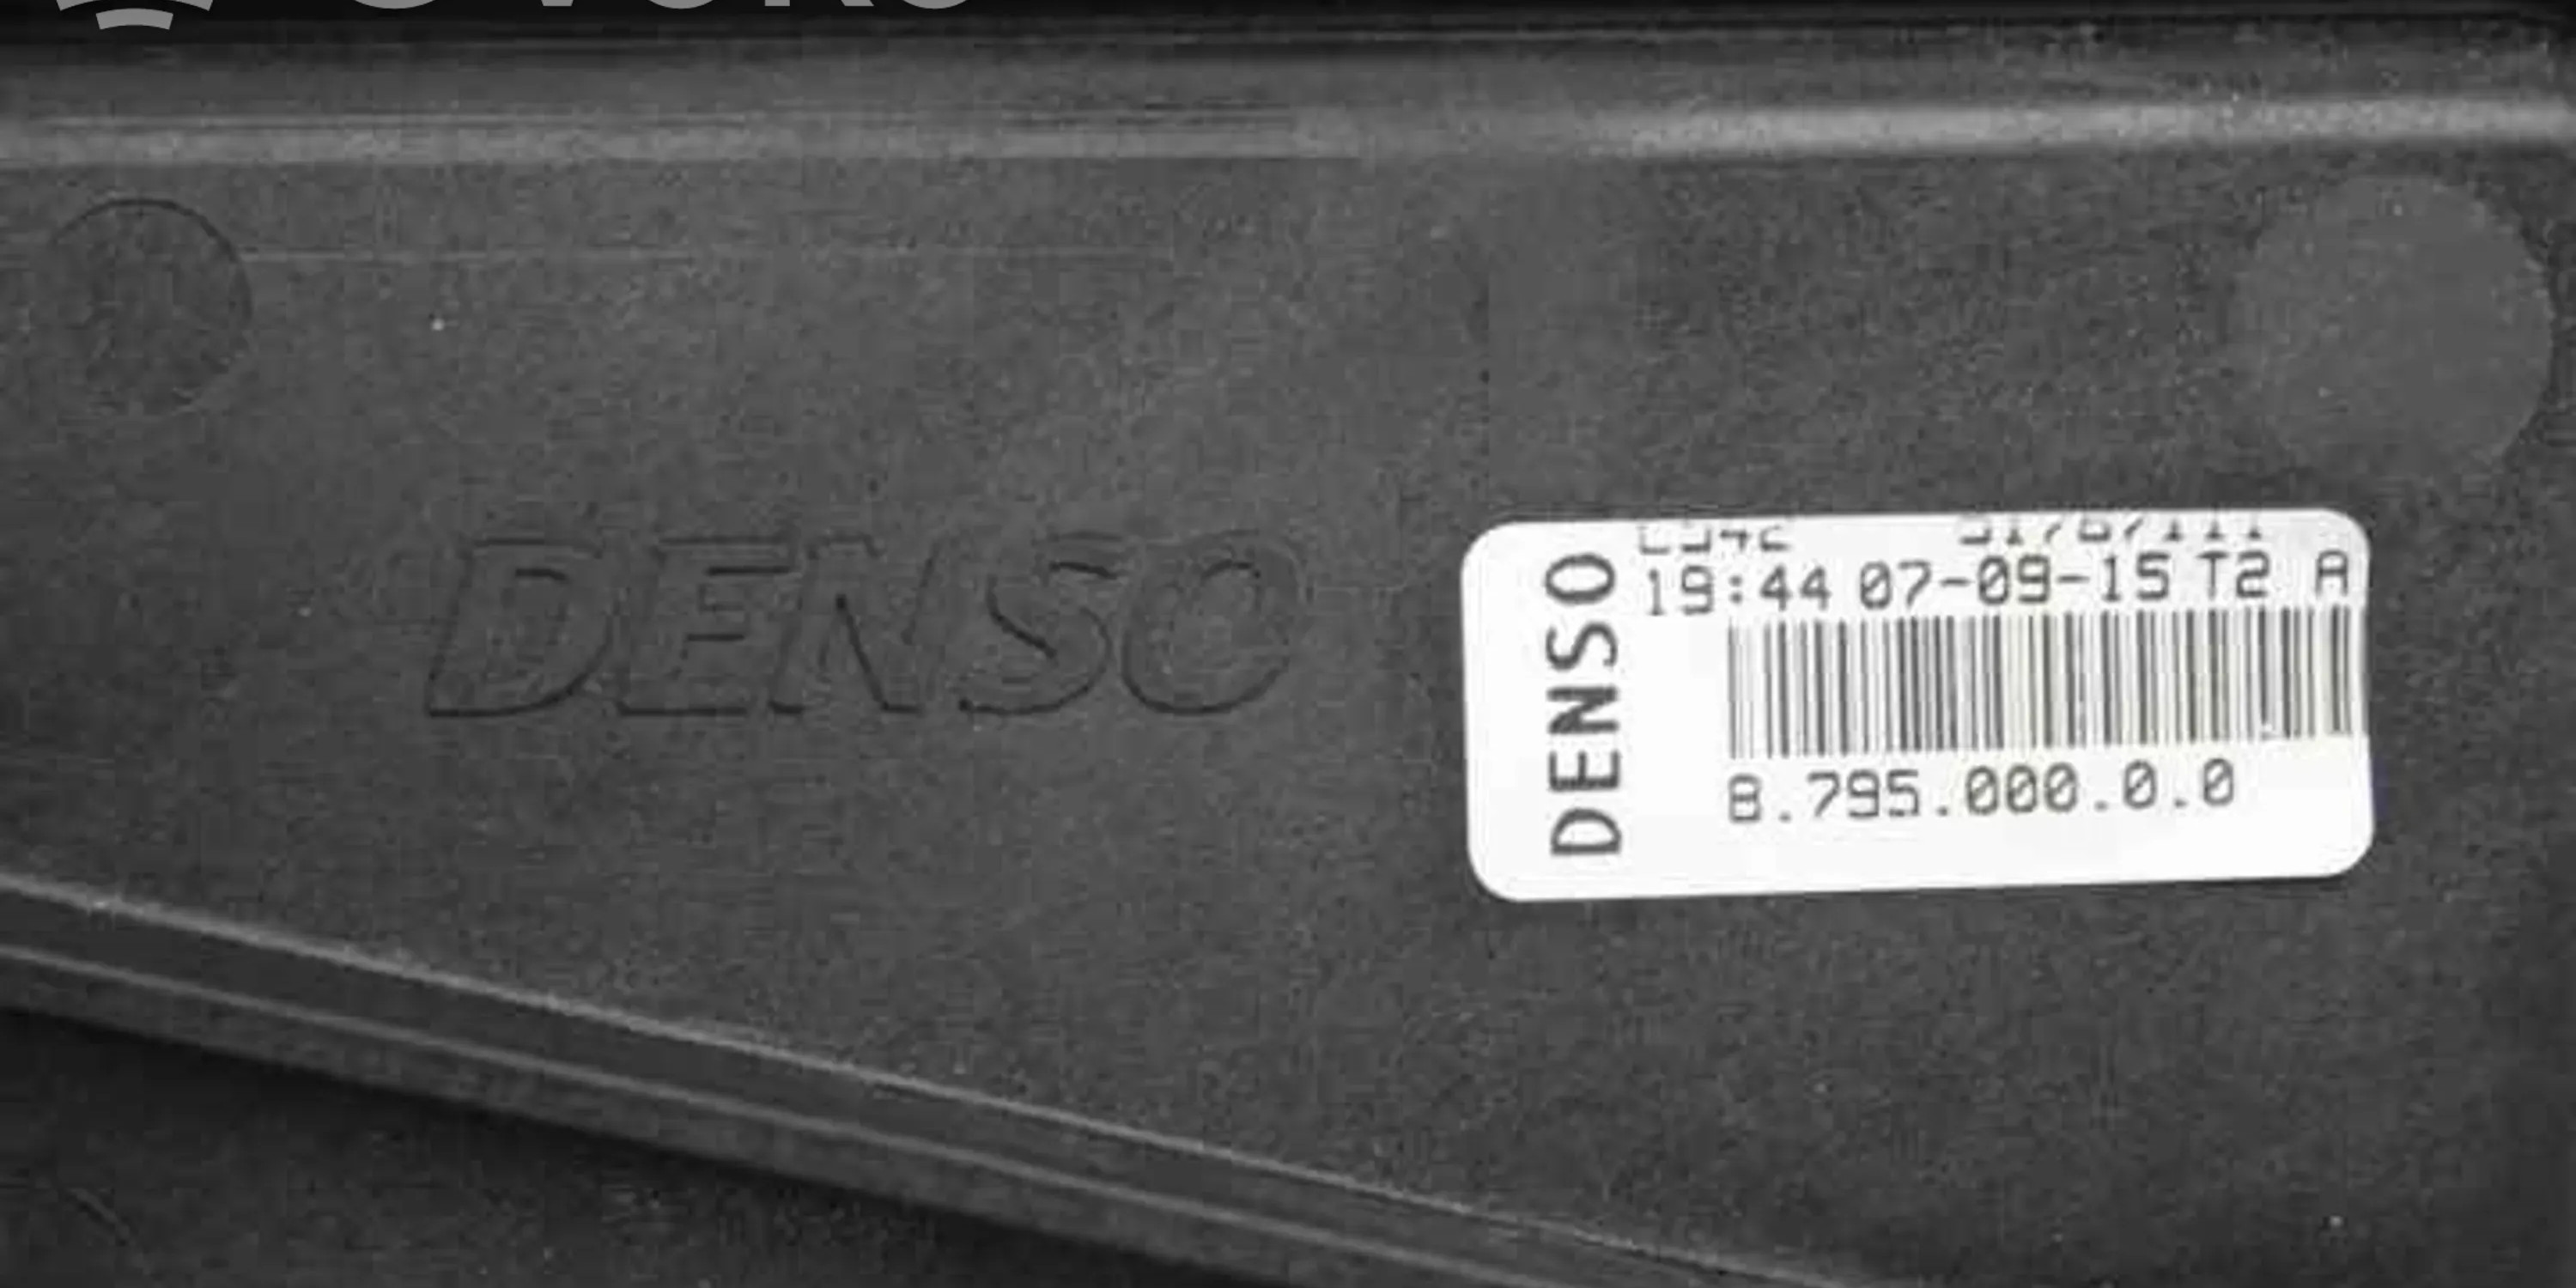 DENSO
DENSO
19:44 07-09-15 T2 A
8.795.000.0.0